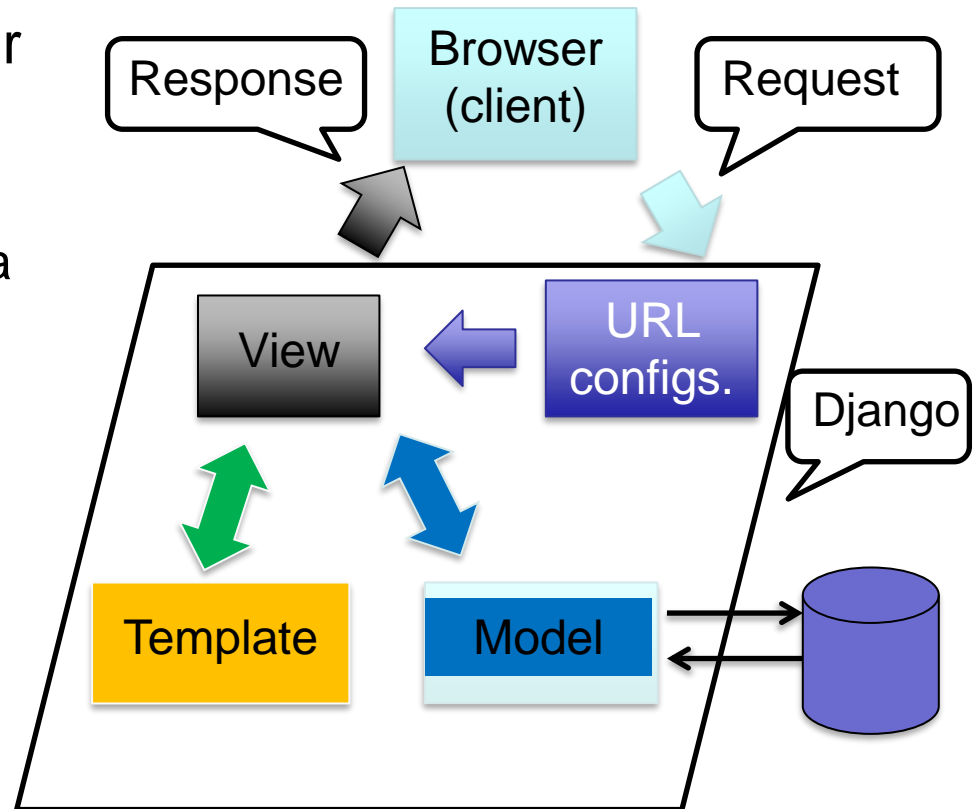 r
Response
Browser
(client)
Request
a
View
URL
configs.
Django
Template
Model